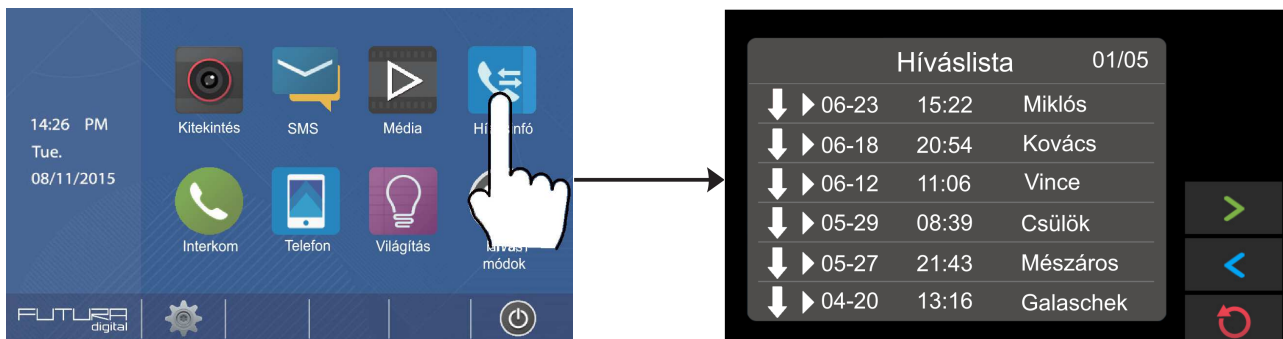 14:26 PM
Tue.
08/11/2015
Kitekintés
SMS
Média
Interkom
Telefon
Világítás
módok
FUTURA
digital
Híváslista 01/05
06-23 15:22 Miklós
06-18 20:54 Kovács
06-12 11:06 Vince
05-29 08:39 Csülök
05-27 21:43 Mészáros
04-20 13:16 Galaschek